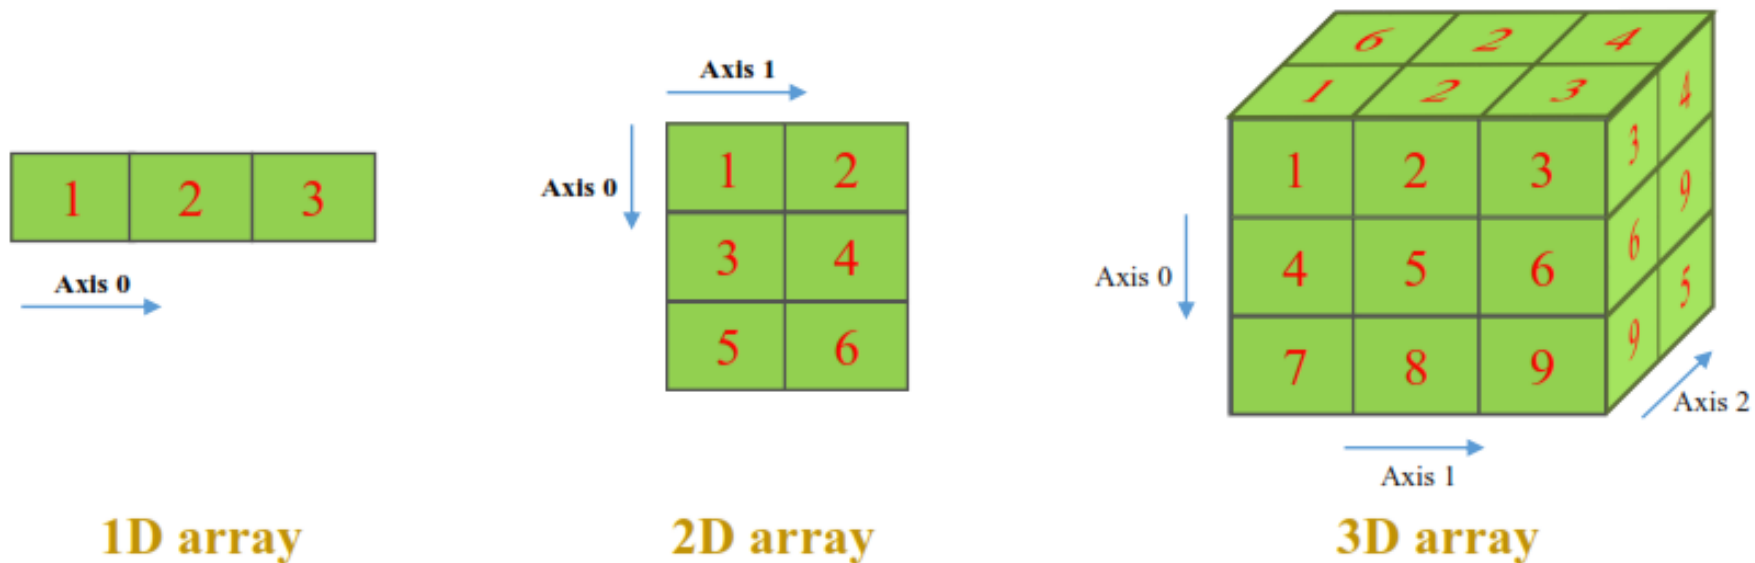 1 2 3
Axis 0
1D array
Axis 1
Axis 0
1 2
3 4
5 6
2D array
6 2 4
1 2 3
1 2 3
4 5 6
7 8 9
3 4
6 9
9 5
Axis 0
Axis 1
Axis 2
3D array